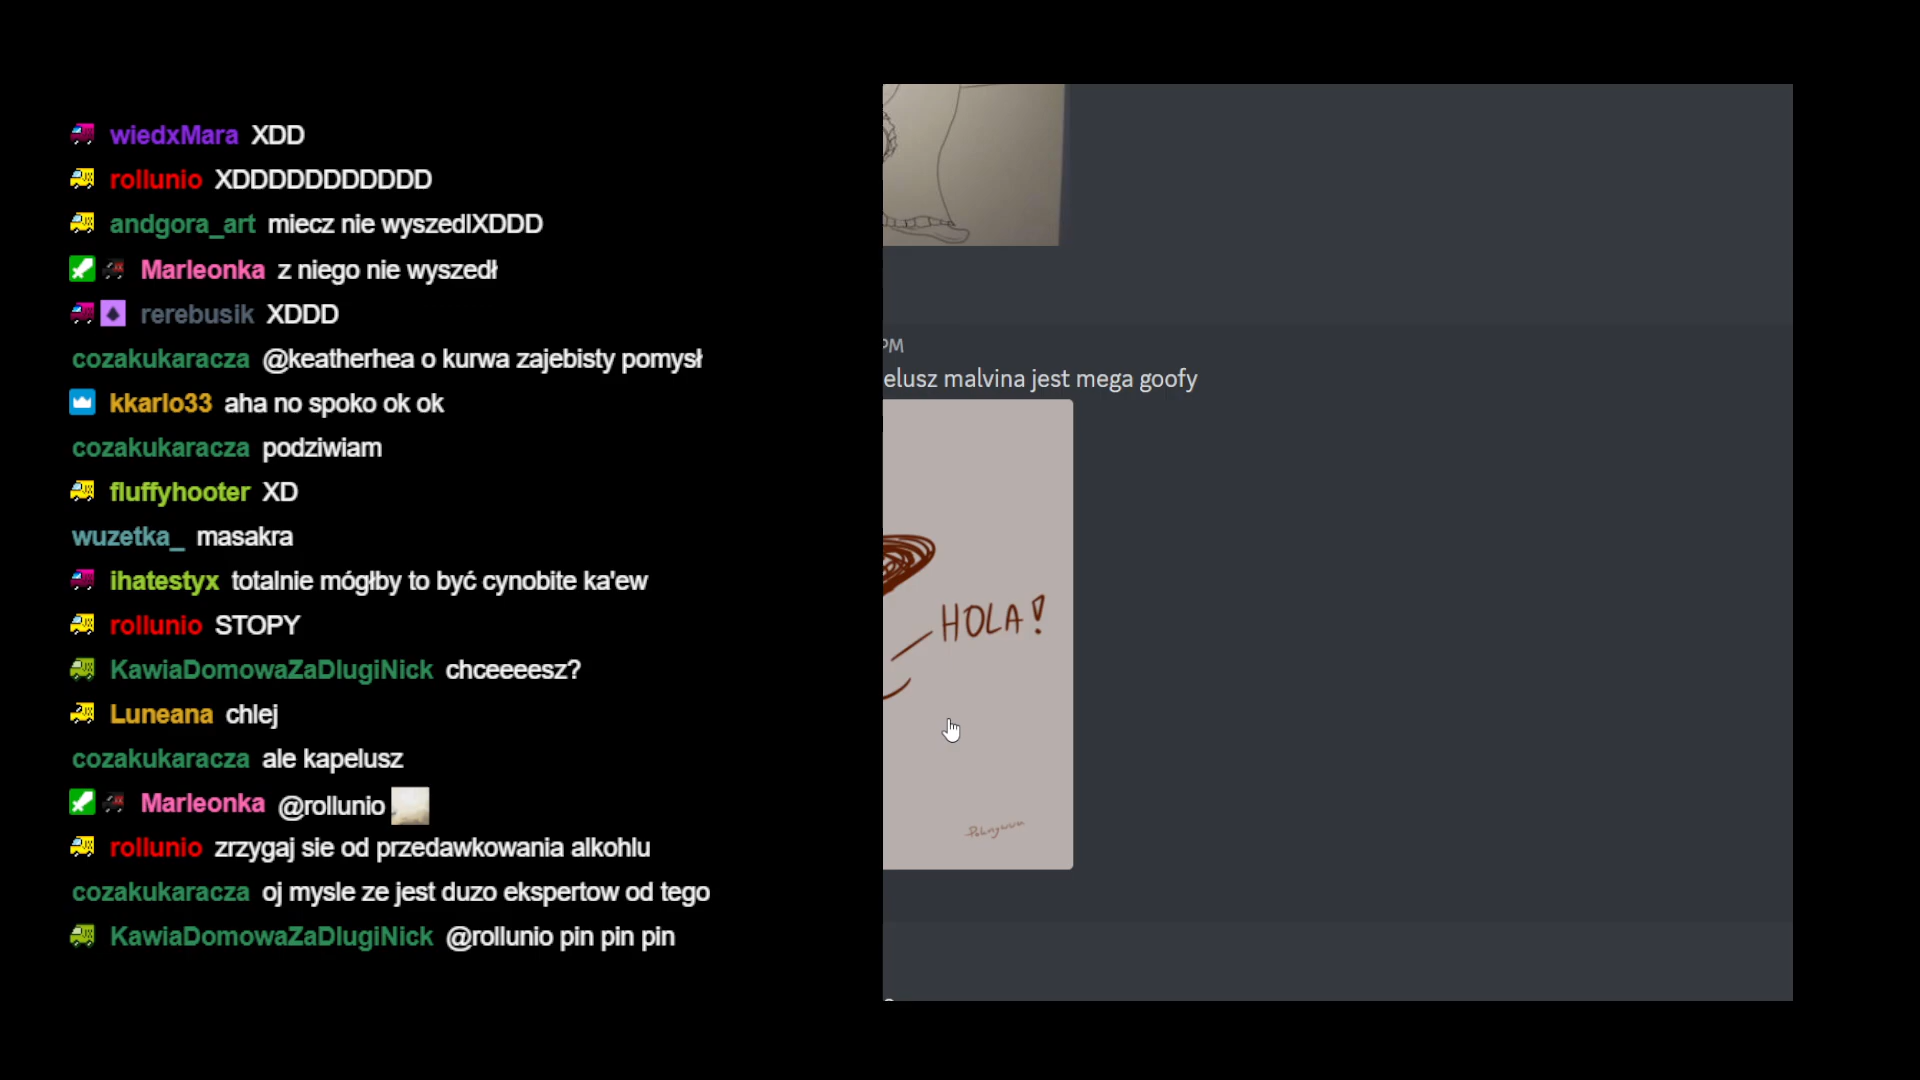 wiedxMara XDD
rollunio XDDDDDDDDDDD
andgora_art miecz nie wyszedlXDDD
Marleonka z niego nie wyszedł
rerebusik XDDD
cozakukaracza @keatherhea o kurwa zajebisty pomysł
kkarlo33 aha no spoko ok ok
cozakukaracza podziwiam
fluffyhooter XD
wuzetka_ masakra
ihatestyx totalnie mógłby to być cynobite ka'ew
rollunio STOPY
KawiaDomowaZaDlugiNick chceeeesz?
Luneana chlej
cozakukaracza ale kapelusz
Marleonka @rollunio
rollunio zrzygaj sie od przedawkowania alkohlu
cozakukaracza oj mysle ze jest duzo ekspertow od tego
KawiaDomowaZaDlugiNick @rollunio pin pin pin
PM
elusz malvina jest mega goofy
HOLA!